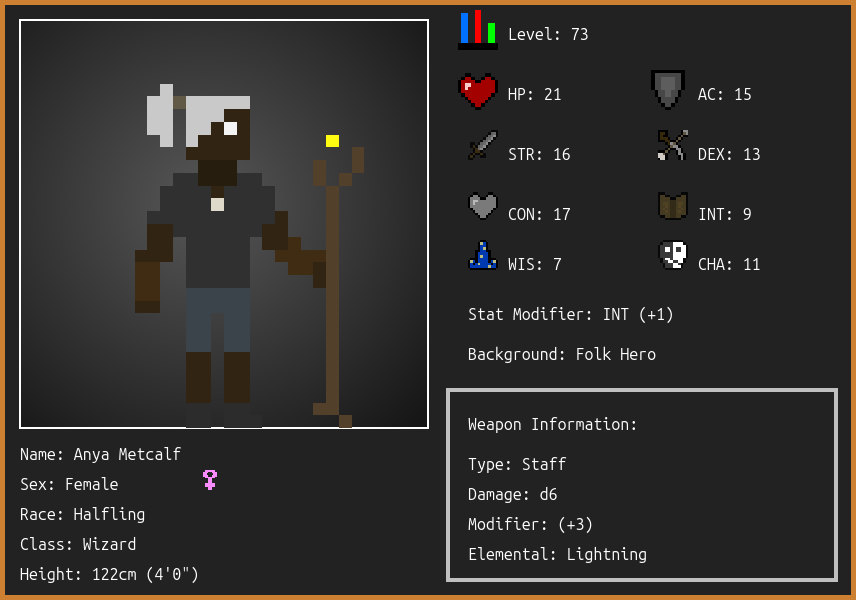 Level: 73
HP: 21
AC: 15
STR: 16
DEX: 13
CON: 17
INT: 9
WIS: 7
CHA: 11
Stat Modifier: INT (+1)
Background: Folk Hero
Weapon Information:
Type: Staff
Damage: d6
Modifier: (+3)
Elemental: Lightning
Name: Anya Metcalf
Sex: Female
Race: Halfling
Class: Wizard
Height: 122cm (4'0")